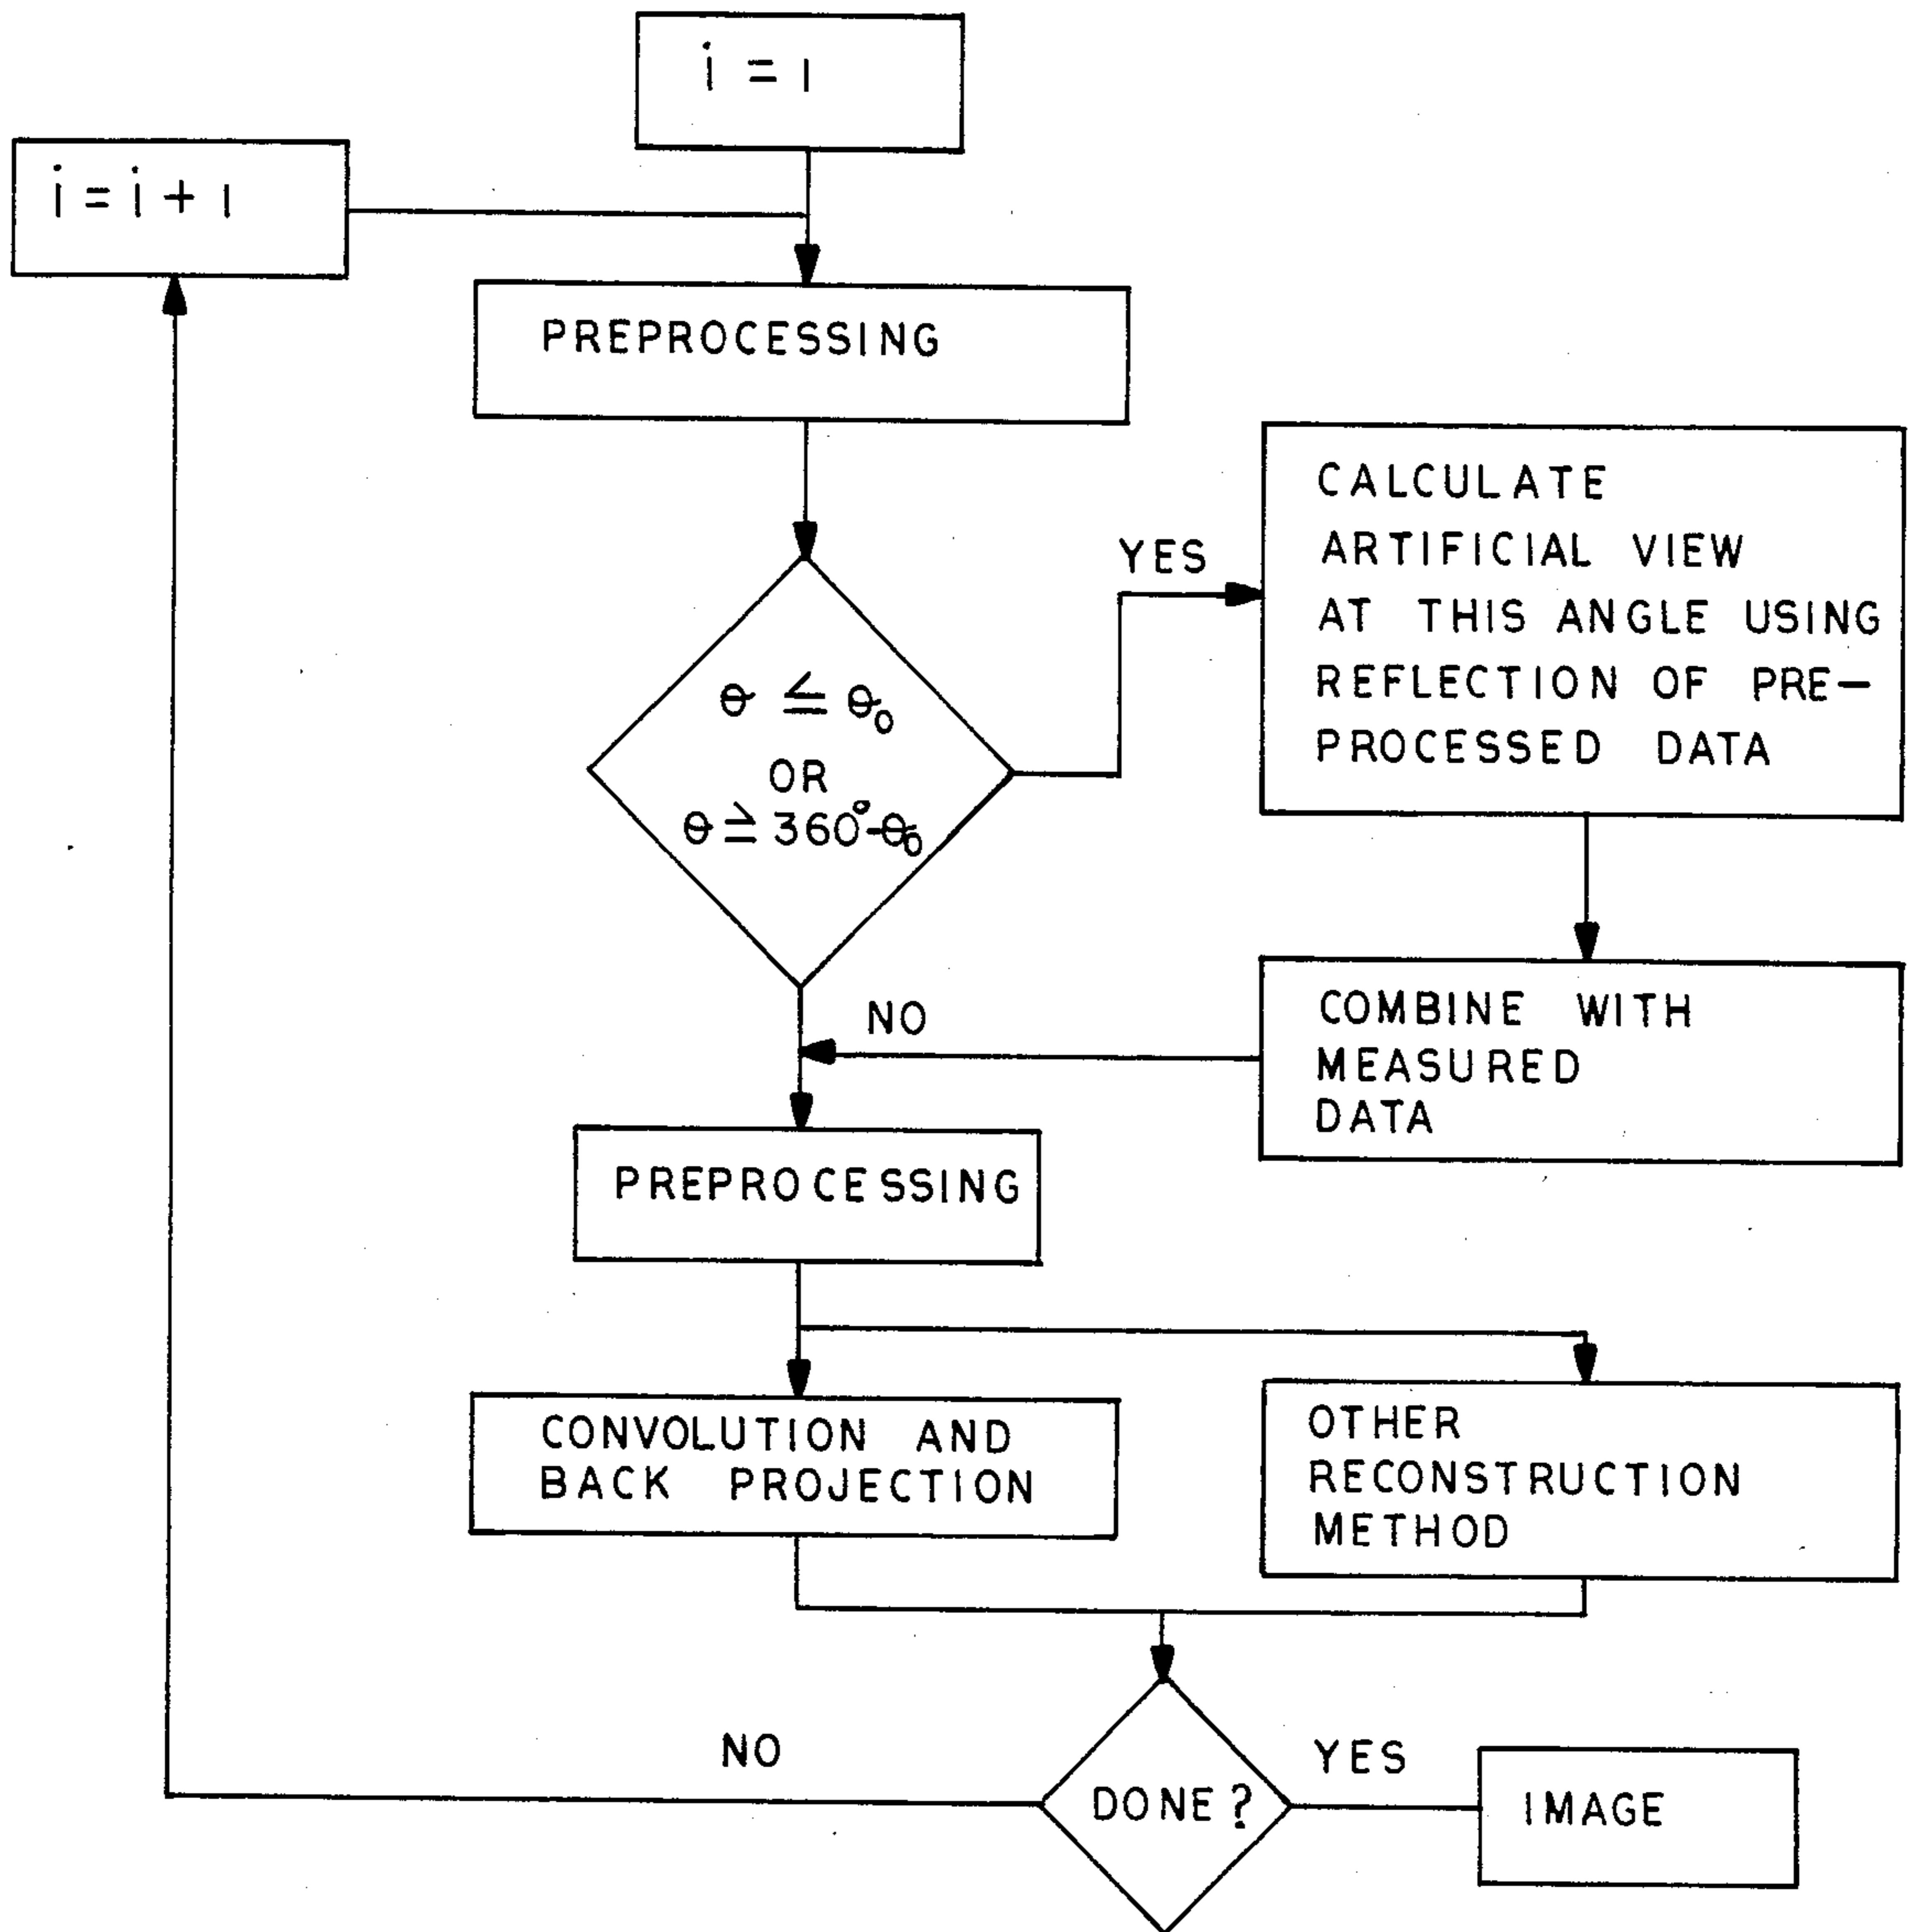 i = 1
i = i + 1
PREPROCESSING
YES
CALCULATE
ARTIFICIAL VIEW
AT THIS ANGLE USING
REFLECTION OF PRE-
PROCESSED DATA
θ ≦ θ₀
OR
θ ≧ 360°-θ₀
NO
COMBINE WITH
MEASURED
DATA
PREPROCESSING
CONVOLUTION AND
BACK PROJECTION
OTHER
RECONSTRUCTION
METHOD
NO
DONE?
YES
IMAGE